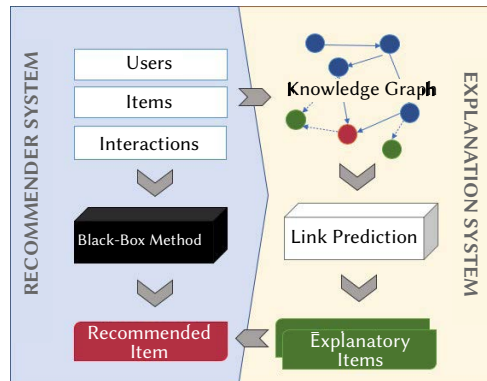 RECOMMENDER SYSTEM
Users
Items
Interactions
Black-Box Method
Recommended
Item
Knowledge Graph
Link Prediction
Explanatory
Items
EXPLANATION SYSTEM